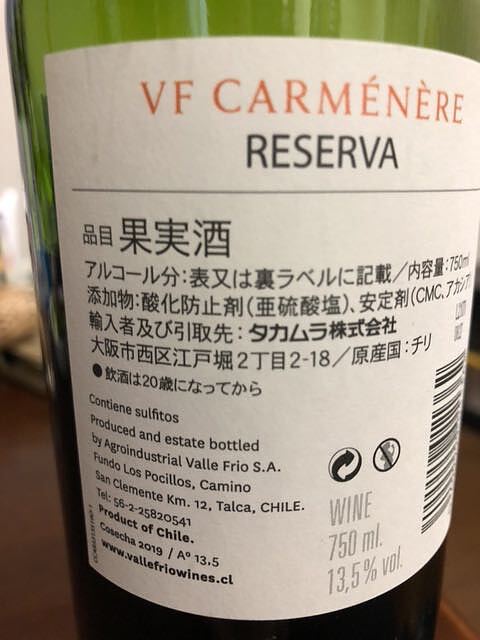 VF CARMÉNÈRE
RESERVA
品目 果実酒
アルコール分:表又は裏ラベルに記載/内容量:750ml
添加物:酸化防止剤(亜硫酸塩)、安定剤(CMC、アカシア
輸入者及び引取先:タカムラ株式会社
大阪市西区江戸堀2丁目2-18/原産国:チリ
●飲酒は20歳になってから
Contiene sulfitos
Produced and estate bottled
by Agroindustrial Valle Frio S.A.
Fundo Los Pocillos, Camino
San Clemente Km. 12, Talca, CHILE.
Tel: 56-2-25820541
Product of Chile.
Cosecha 2019 / A° 13,5
www.vallefriowines.cl
WINE
750 ml.
13,5% vol.